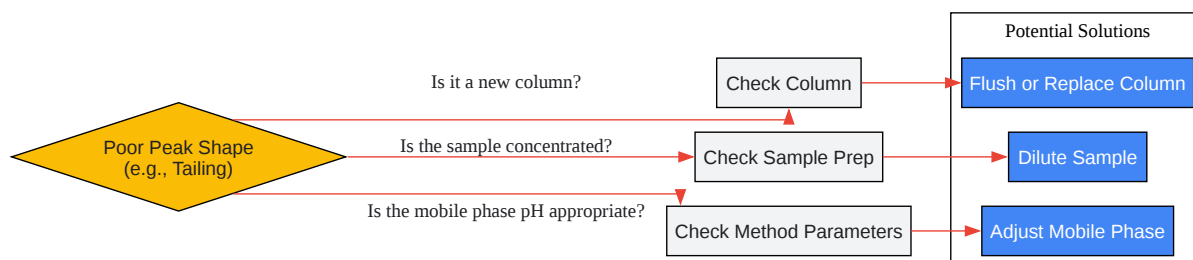 Potential Solutions
Is it a new column?
Check Column
Flush or Replace Column
Poor Peak Shape
(e.g., Tailing)
Is the sample concentrated?
Check Sample Prep
Dilute Sample
Is the mobile phase pH appropriate?
Check Method Parameters
Adjust Mobile Phase